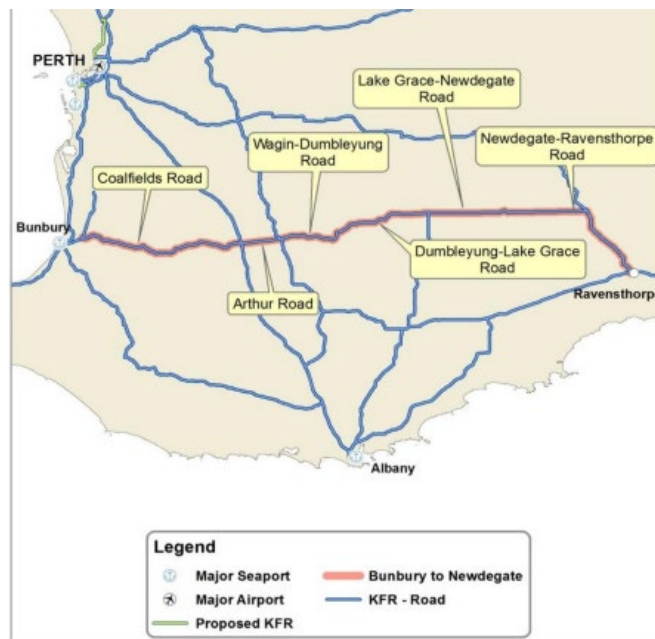 PERTH
Lake Grace-Newdegate
Road
Wagin-Dumbleyung
Road
Newdegate-Ravensthorpe
Road
Coalfields Road
Bunbury
Dumbleyung-Lake Grace
Road
Arthur Road
Ravensthorpe
Albany
Legend
Major Seaport
Bunbury to Newdegate
Major Airport
KFR - Road
Proposed KFR